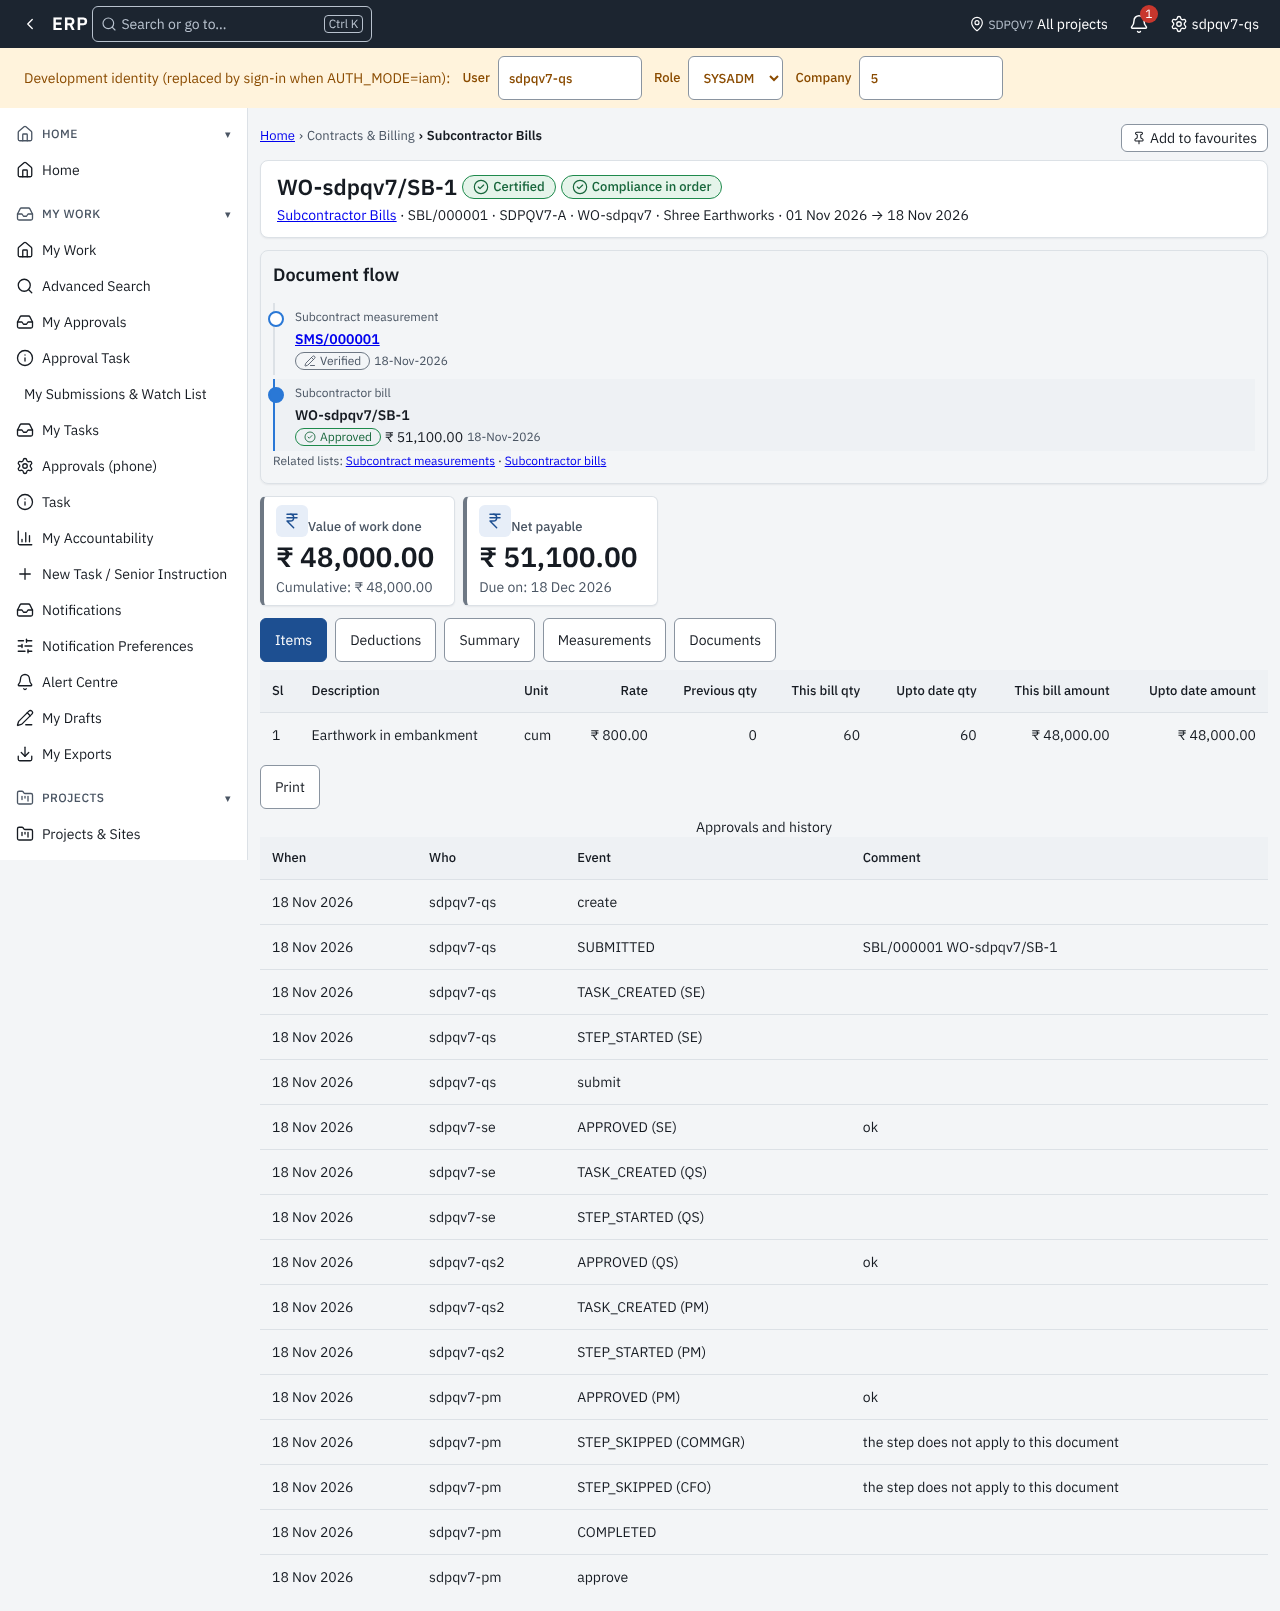 ERP
Search or go to...
Ctrl K
SDPQV7 All projects
1
sdpqv7-qs
Development identity (replaced by sign-in when AUTH_MODE=iam): User sdpqv7-qs Role SYSADM Company 5
HOME
Home
MY WORK
My Work
Advanced Search
My Approvals
Approval Task
My Submissions & Watch List
My Tasks
Approvals (phone)
Task
My Accountability
New Task / Senior Instruction
Notifications
Notification Preferences
Alert Centre
My Drafts
My Exports
PROJECTS
Projects & Sites
Home › Contracts & Billing › Subcontractor Bills
Add to favourites
WO-sdpqv7/SB-1 Certified Compliance in order
Subcontractor Bills · SBL/000001 · SDPQV7-A · WO-sdpqv7 · Shree Earthworks · 01 Nov 2026 → 18 Nov 2026
Document flow
Subcontract measurement
SMS/000001
Verified 18-Nov-2026
Subcontractor bill
WO-sdpqv7/SB-1
Approved ₹ 51,100.00 18-Nov-2026
Related lists: Subcontract measurements · Subcontractor bills
₹ Value of work done
₹ 48,000.00
Cumulative: ₹ 48,000.00
₹ Net payable
₹ 51,100.00
Due on: 18 Dec 2026
Items Deductions Summary Measurements Documents
Sl Description Unit Rate Previous qty This bill qty Upto date qty This bill amount Upto date amount
1 Earthwork in embankment cum ₹ 800.00 0 60 60 ₹ 48,000.00 ₹ 48,000.00
Print
Approvals and history
When Who Event Comment
18 Nov 2026 sdpqv7-qs create
18 Nov 2026 sdpqv7-qs SUBMITTED SBL/000001 WO-sdpqv7/SB-1
18 Nov 2026 sdpqv7-qs TASK_CREATED (SE)
18 Nov 2026 sdpqv7-qs STEP_STARTED (SE)
18 Nov 2026 sdpqv7-qs submit
18 Nov 2026 sdpqv7-se APPROVED (SE) ok
18 Nov 2026 sdpqv7-se TASK_CREATED (QS)
18 Nov 2026 sdpqv7-se STEP_STARTED (QS)
18 Nov 2026 sdpqv7-qs2 APPROVED (QS) ok
18 Nov 2026 sdpqv7-qs2 TASK_CREATED (PM)
18 Nov 2026 sdpqv7-qs2 STEP_STARTED (PM)
18 Nov 2026 sdpqv7-pm APPROVED (PM) ok
18 Nov 2026 sdpqv7-pm STEP_SKIPPED (COMMGR) the step does not apply to this document
18 Nov 2026 sdpqv7-pm STEP_SKIPPED (CFO) the step does not apply to this document
18 Nov 2026 sdpqv7-pm COMPLETED
18 Nov 2026 sdpqv7-pm approve